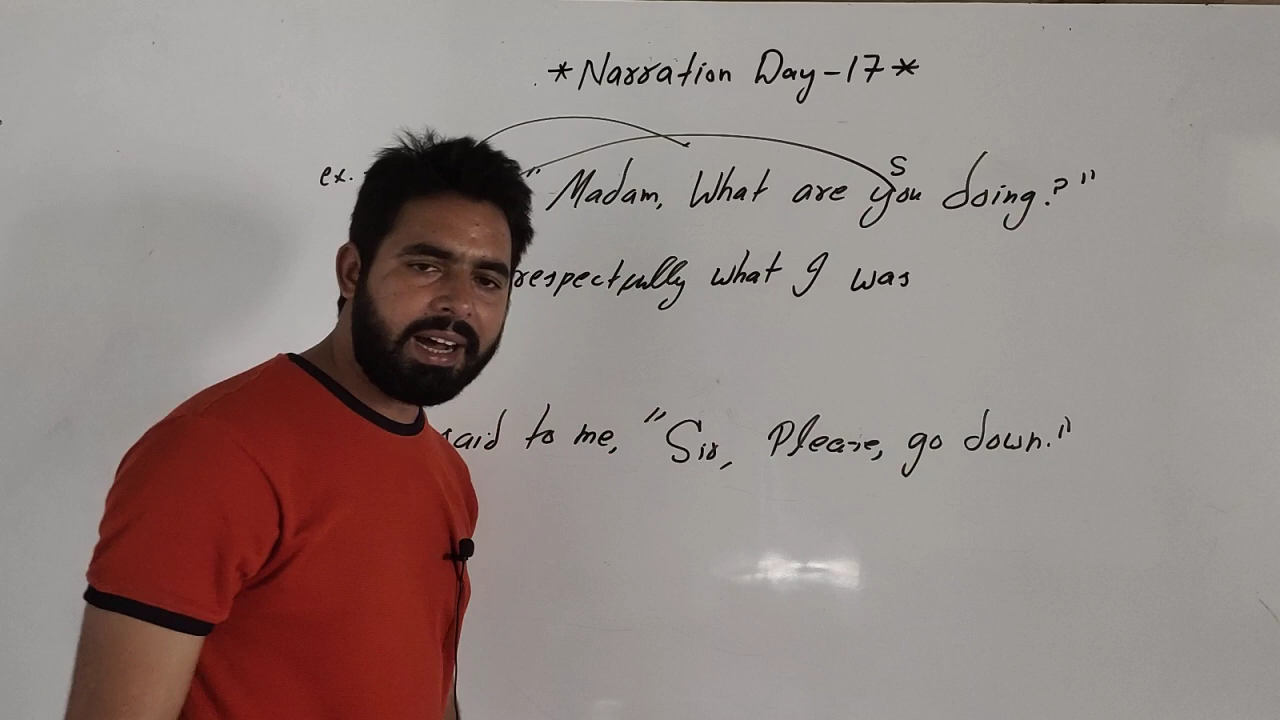 *Narration Day-17*
S
ex. "Madam, What are you doing.?"
respectfully what I was
said to me, "Sir, Please, go down."